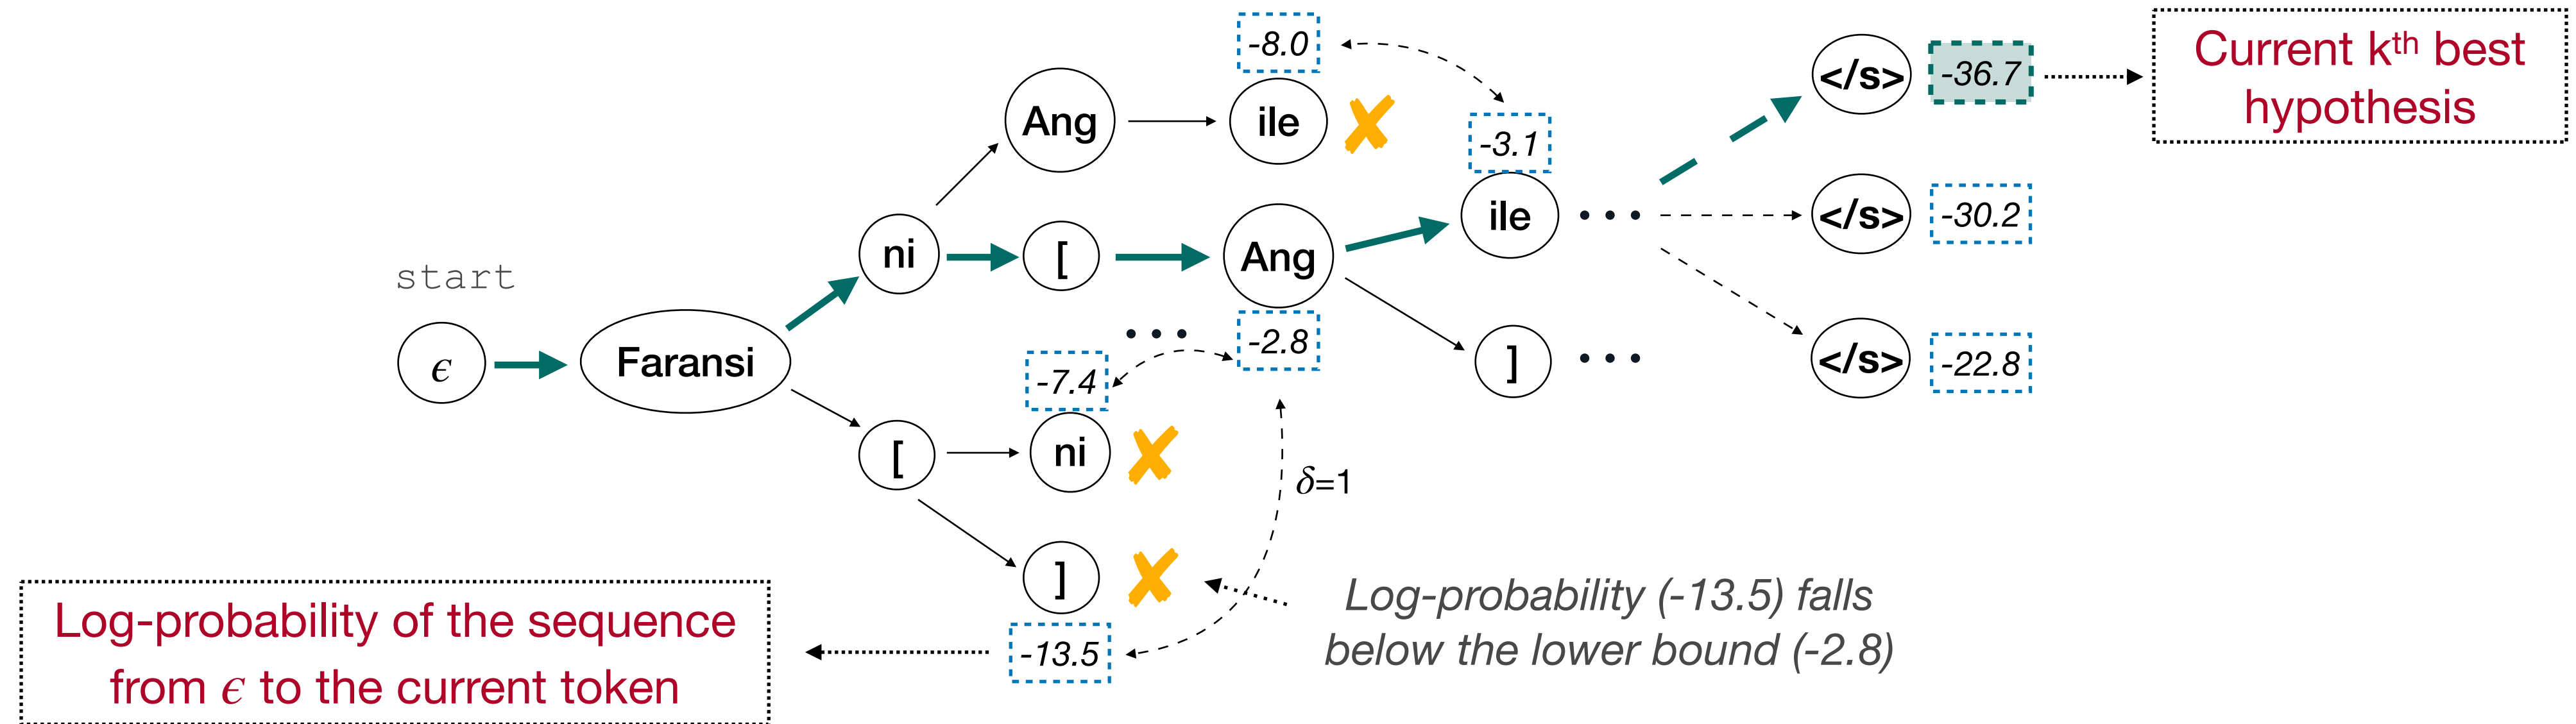 -8.0
</s>
-36.7
Current kth best
hypothesis
Ang
ile
✘
-3.1
ni
[
Ang
ile
• • •
</s>
-30.2
start
ϵ
Faransi
• • •
-2.8
]
• • •
</s>
-22.8
-7.4
[
ni
✘
δ=1
]
✘
-13.5
Log-probability (-13.5) falls
below the lower bound (-2.8)
Log-probability of the sequence
from ϵ to the current token